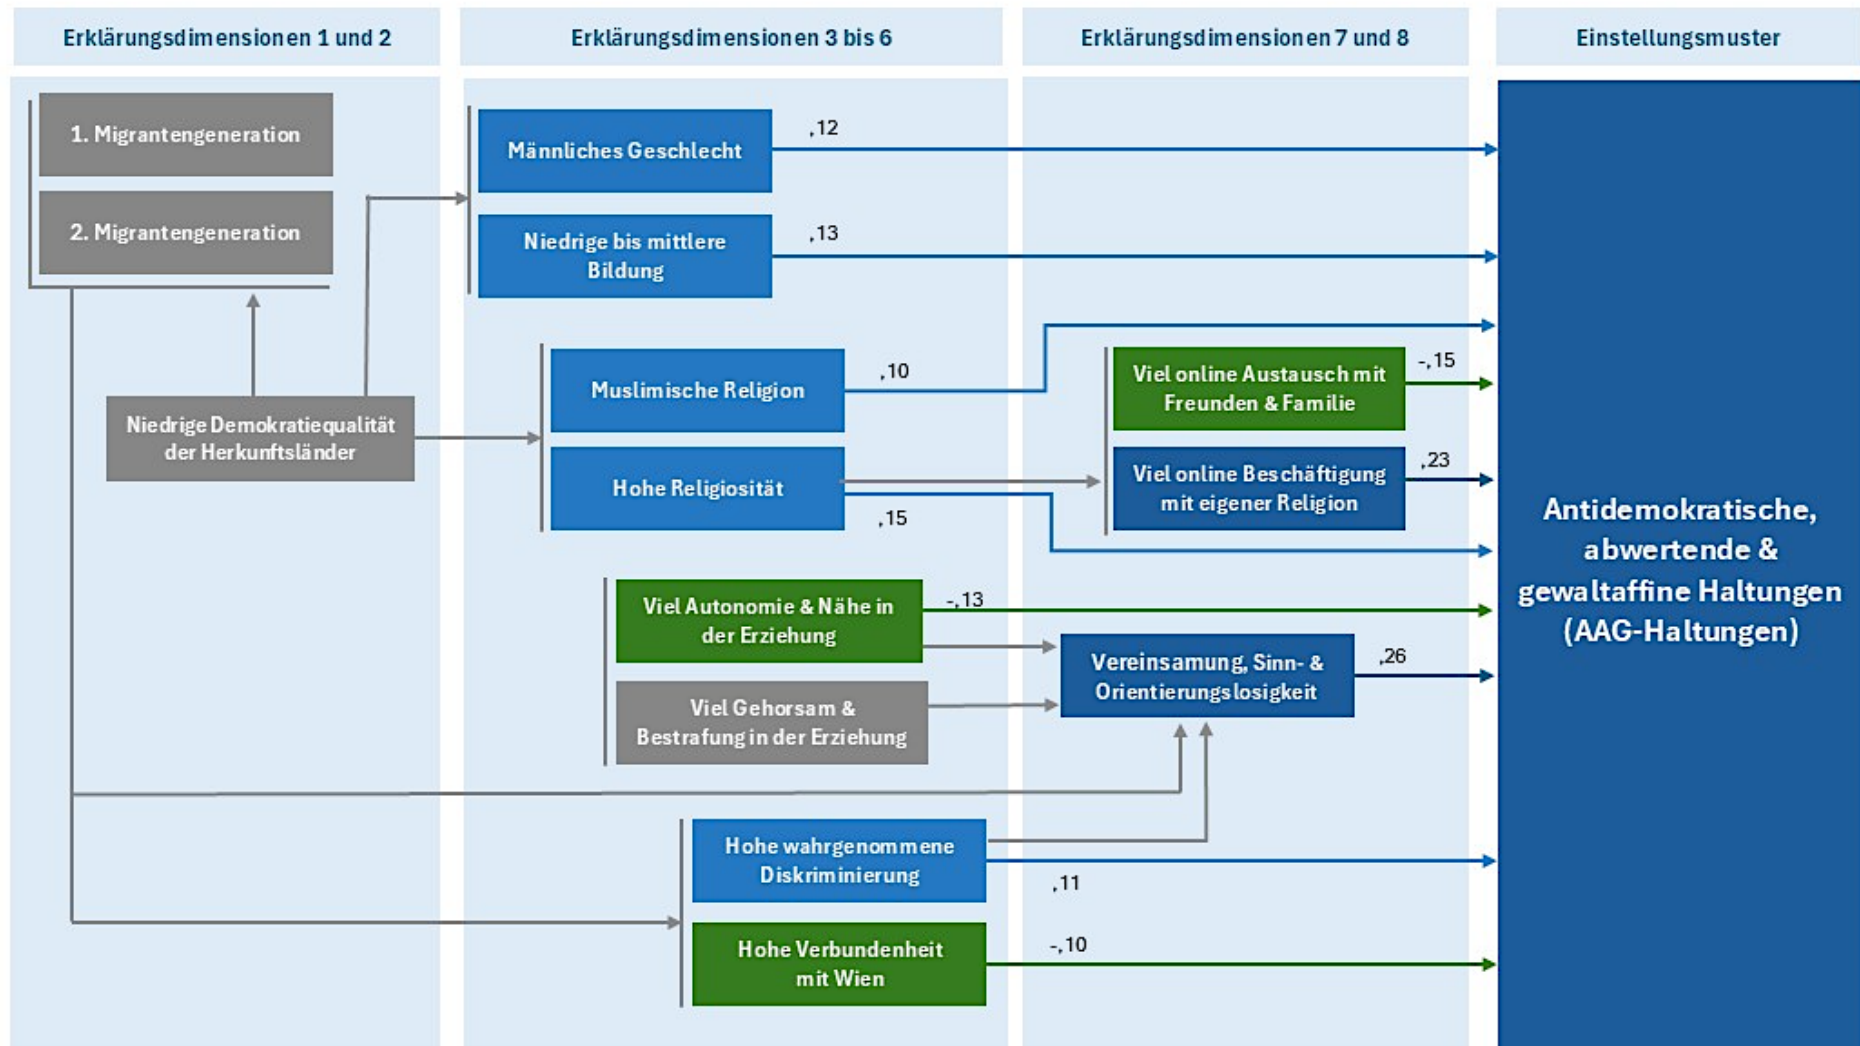 Erklärungsdimensionen 1 und 2
Erklärungsdimensionen 3 bis 6
Erklärungsdimensionen 7 und 8
Einstellungsmuster
1. Migrantengeneration
2. Migrantengeneration
Niedrige Demokratiequalität
der Herkunftsländer
Männliches Geschlecht
,12
Niedrige bis mittlere
Bildung
,13
Muslimische Religion
,10
Hohe Religiosität
,15
Viel online Austausch mit
Freunden & Familie
-,15
Viel online Beschäftigung
mit eigener Religion
,23
Viel Autonomie & Nähe in
der Erziehung
-,13
Viel Gehorsam &
Bestrafung in der Erziehung
Vereinsamung, Sinn- &
Orientierungslosigkeit
,26
Hohe wahrgenommene
Diskriminierung
,11
Hohe Verbundenheit
mit Wien
-,10
Antidemokratische,
abwertende &
gewaltaffine Haltungen
(AAG-Haltungen)